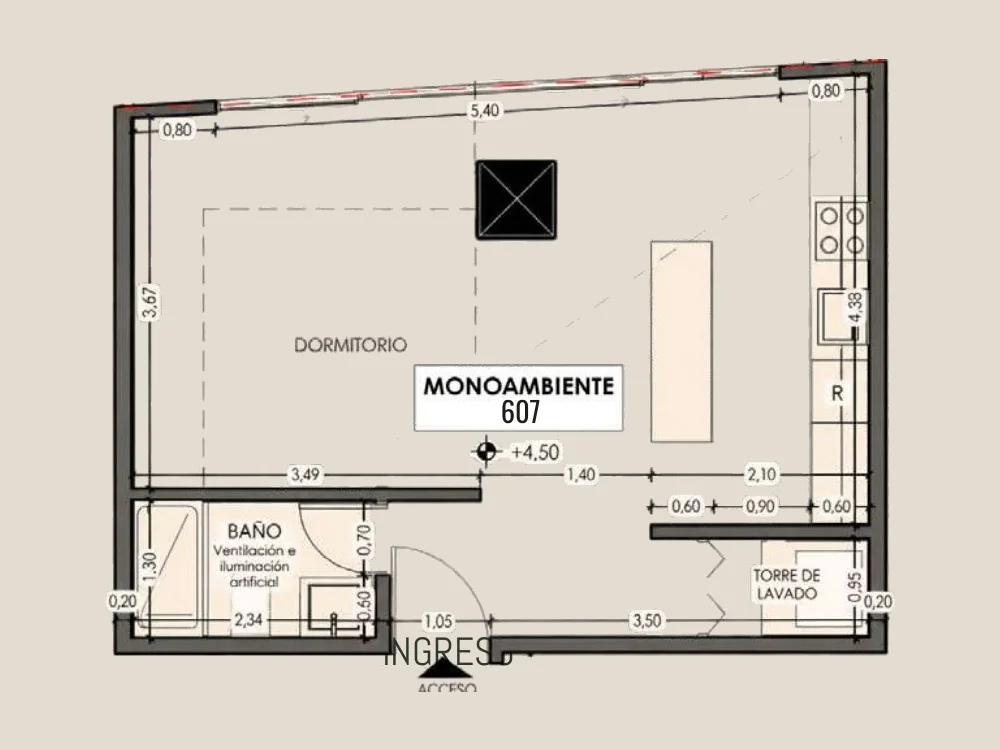 0,80
5,40
0,80
3,67
4,38
DORMITORIO
MONOAMBIENTE
607
R
+4,50
3,49
1,40
2,10
0,60
0,90
0,60
BAÑO
Ventilación e
iluminación
artificial
0,70
1,30
0,60
TORRE DE
LAVADO
0,95
0,20
2,34
1,05
3,50
0,20
INGRESO
ACCESO